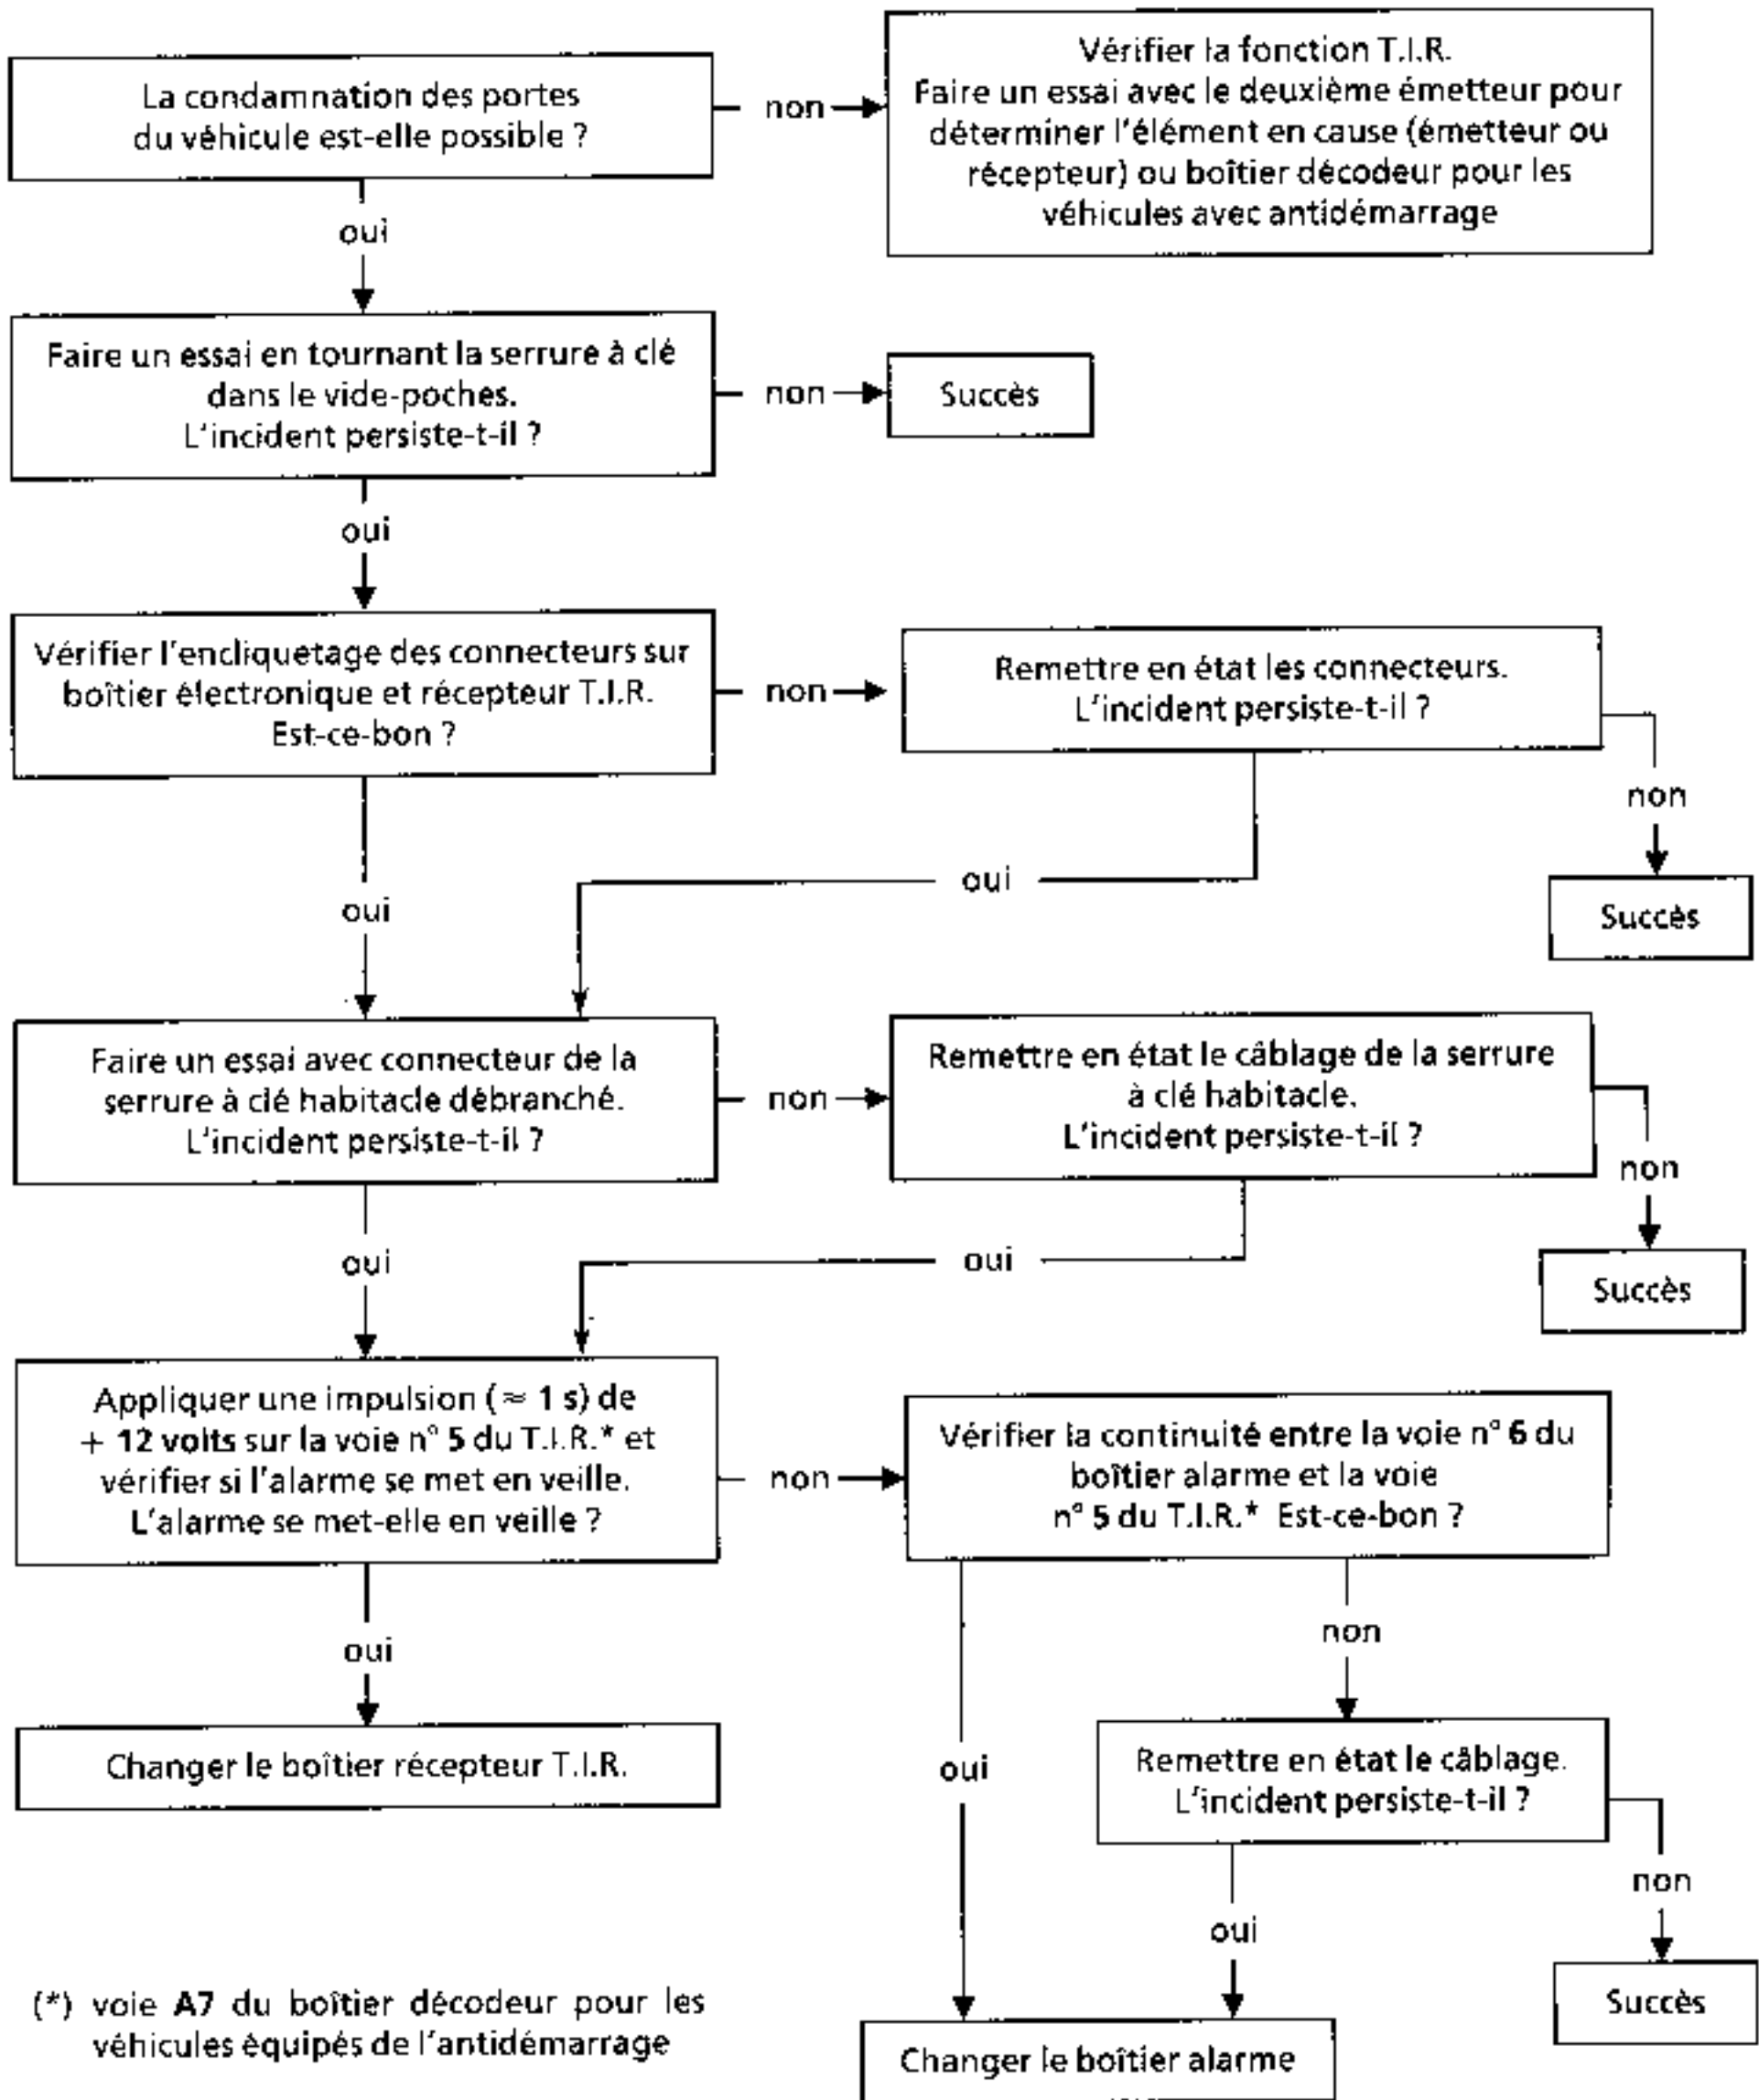 La condamnation des portes
du véhicule est-elle possible ?
non
Vérifier la fonction T.I.R.
Faire un essai avec le deuxième émetteur pour
déterminer l'élément en cause (émetteur ou
récepteur) ou boîtier décodeur pour les
véhicules avec antidémarrage
oui
Faire un essai en tournant la serrure à clé
dans le vide-poches.
L'incident persiste-t-il ?
non
Succès
oui
Vérifier l'encliquetage des connecteurs sur
boîtier électronique et récepteur T.I.R.
Est-ce-bon ?
non
Remettre en état les connecteurs.
L'incident persiste-t-il ?
non
Succès
oui
oui
Faire un essai avec connecteur de la
serrure à clé habitacle débranché.
L'incident persiste-t-il ?
non
Remettre en état le câblage de la serrure
à clé habitacle.
L'incident persiste-t-il ?
non
Succès
oui
oui
Appliquer une impulsion (≈ 1 s) de
+ 12 volts sur la voie n° 5 du T.I.R.* et
vérifier si l'alarme se met en veille.
L'alarme se met-elle en veille ?
non
Vérifier la continuité entre la voie n° 6 du
boîtier alarme et la voie
n° 5 du T.I.R.* Est-ce-bon ?
oui
Changer le boîtier récepteur T.I.R.
oui
non
Remettre en état le câblage.
L'incident persiste-t-il ?
oui
non
Succès
Changer le boîtier alarme
(*) voie A7 du boîtier décodeur pour les
véhicules équipés de l'antidémarrage